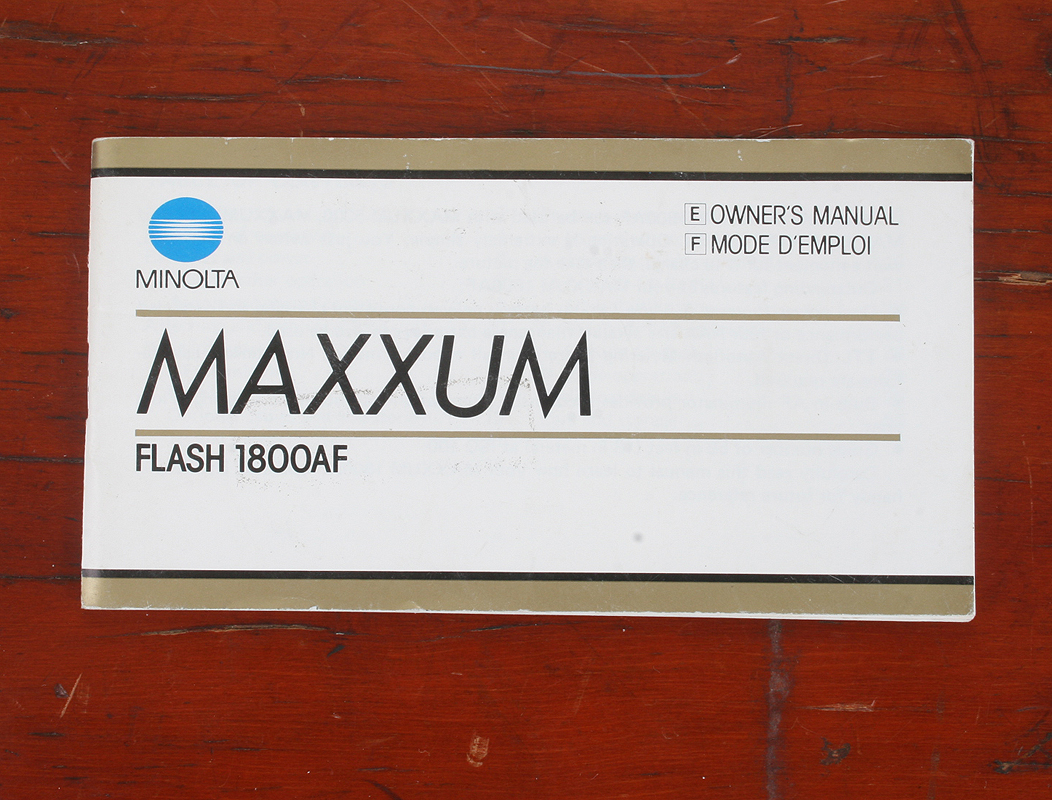 MINOLTA
E OWNER'S MANUAL
F MODE D'EMPLOI
MAXXUM
FLASH 1800AF